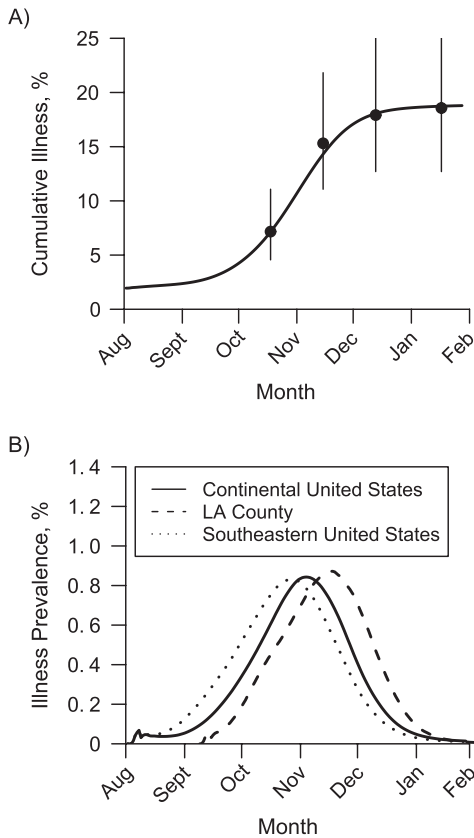 A)
25
20
15
10
5
0
Cumulative Illness, %
Aug Sept Oct Nov Dec Jan Feb
Month
B)
1.4
1.2
1.0
0.8
0.6
0.4
0.2
0
Illness Prevalence, %
Continental United States
LA County
Southeastern United States
Aug Sept Oct Nov Dec Jan Feb
Month